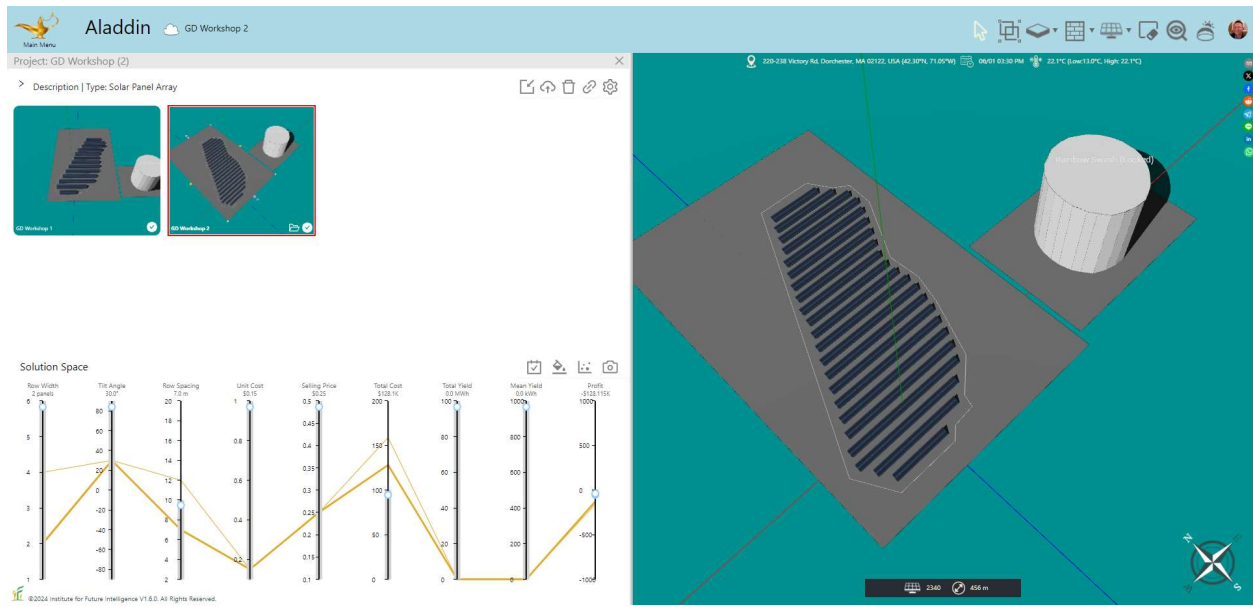 Aladdin
GD Workshop 2
Main Menu
Project: GD Workshop (2)
220-238 Victory Rd, Dorchester, MA 02122, USA (42.30°N, 71.05°W)
06/01 03:30 PM
22.1°C (Low:13.0°C, High: 22.1°C)
Description | Type: Solar Panel Array
GD Workshop 1
GD Workshop 2
Solution Space
Row Width
2 panels
6
5
4
3
2
1
Tilt Angle
30.0°
80
60
40
20
0
-20
-40
-60
-80
Row Spacing
7.0 m
20
18
16
14
12
10
8
6
4
2
Unit Cost
$0.15
1
0.8
0.6
0.4
0.2
Selling Price
$0.25
0.5
0.45
0.4
0.35
0.3
0.25
0.2
0.15
0.1
Total Cost
$128.1K
200
150
100
50
0
Total Yield
0.0 MWh
100
80
60
40
20
0
Mean Yield
0.0 kWh
1000
800
600
400
200
0
Profit
-$128.115K
1000
500
0
-500
-1000
2340
456 m
N
S
©2024 Institute for Future Intelligence V1.6.0. All Rights Reserved.